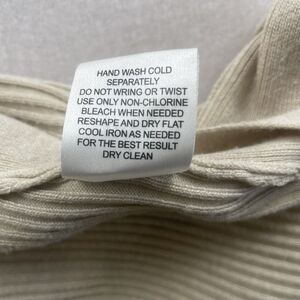 HAND WASH COLD
SEPARATELY
DO NOT WRING OR TWIST
USE ONLY NON-CHLORINE
BLEACH WHEN NEEDED
RESHAPE AND DRY FLAT
COOL IRON AS NEEDED
FOR THE BEST RESULT
DRY CLEAN